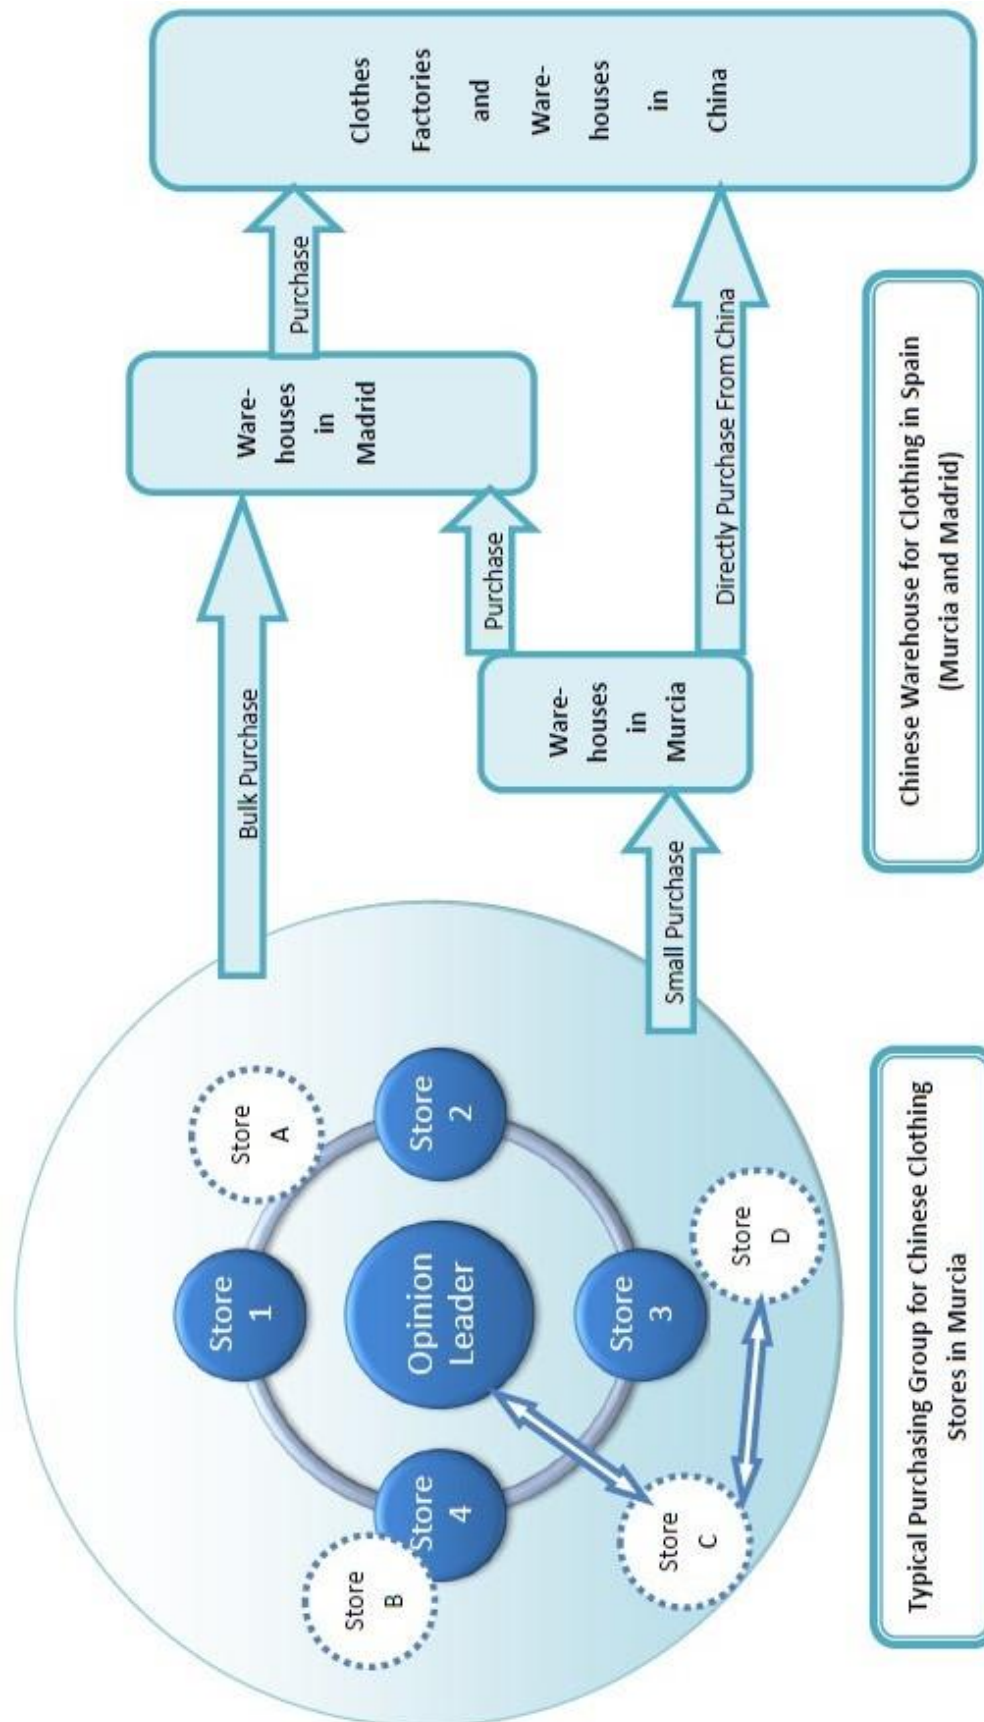 Store
1
Store
A
Store
2
Opinion
Leader
Store
3
Store
4
Store
B
Store
C
Store
D
Bulk Purchase
Small Purchase
Ware-
houses
in
Murcia
Purchase
Directly Purchase From China
Ware-
houses
in
Madrid
Purchase
Clothes
Factories
and
Ware-
houses
in
China
Typical Purchasing Group for Chinese Clothing
Stores in Murcia
Chinese Warehouse for Clothing in Spain
(Murcia and Madrid)